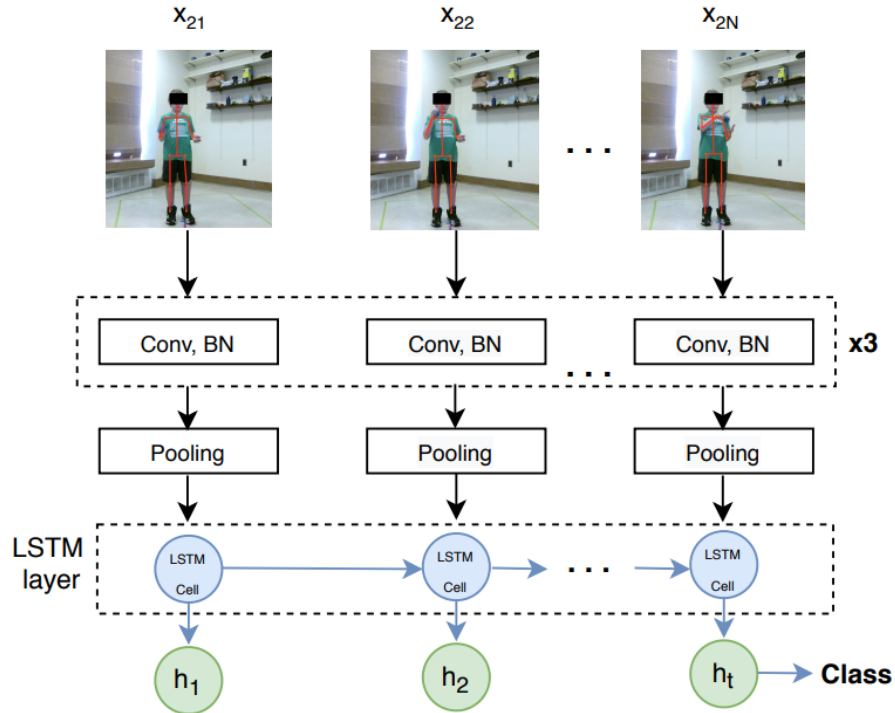 x21 x22 x2N
. . .
Conv, BN Conv, BN Conv, BN x3
. . .
Pooling Pooling Pooling
LSTM layer
LSTM Cell LSTM Cell . . . LSTM Cell
h1 h2 ht Class